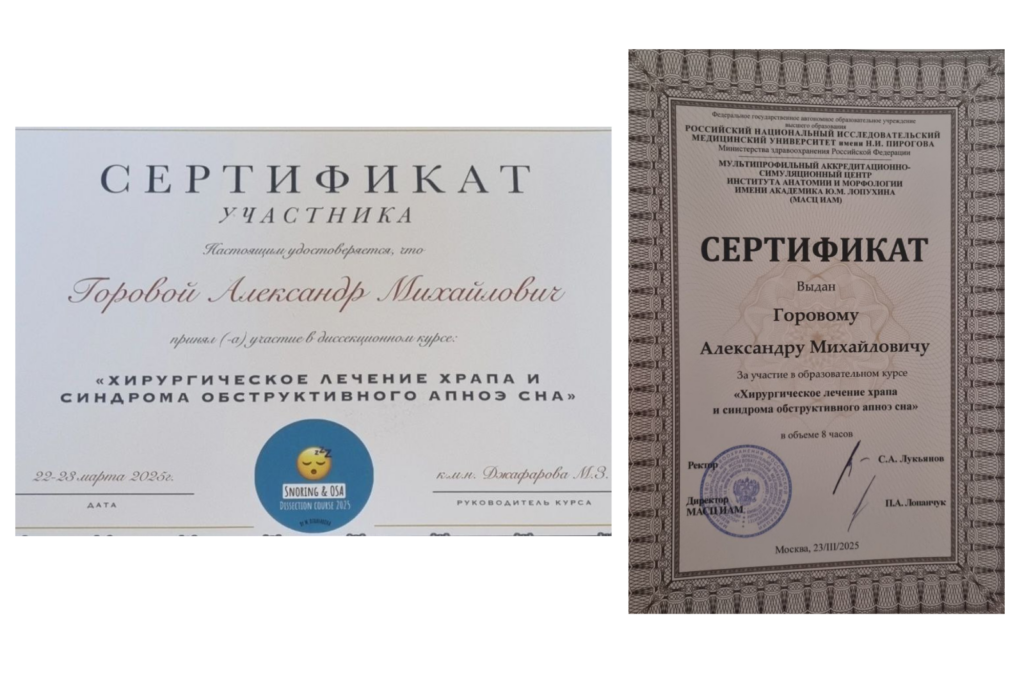 СЕРТИФИКАТ
УЧАСТНИКА
Настоящим удостоверяется, что
Горовой Александр Михайлович
принял (-а) участие в диссекционном курсе:
«ХИРУРГИЧЕСКОЕ ЛЕЧЕНИЕ ХРАПА И
СИНДРОМА ОБСТРУКТИВНОГО АПНОЭ СНА»
zzZ
SNORING & OSA
DISSECTION COURSE 2025
22-23 марта 2025г.
ДАТА
к.м.н. Джафарова М.З.
РУКОВОДИТЕЛЬ КУРСА
Федеральное государственное автономное образовательное учреждение
высшего образования
РОССИЙСКИЙ НАЦИОНАЛЬНЫЙ ИССЛЕДОВАТЕЛЬСКИЙ
МЕДИЦИНСКИЙ УНИВЕРСИТЕТ имени Н.И. ПИРОГОВА
Министерства здравоохранения Российской Федерации
МУЛЬТИПРОФИЛЬНЫЙ АККРЕДИТАЦИОННО-
СИМУЛЯЦИОННЫЙ ЦЕНТР
ИНСТИТУТА АНАТОМИИ И МОРФОЛОГИИ
ИМЕНИ АКАДЕМИКА Ю.М. ЛОПУХИНА
(МАСЦ ИАМ)
СЕРТИФИКАТ
Выдан
Горовому
Александру Михайловичу
За участие в образовательном курсе
«Хирургическое лечение храпа
и синдрома обструктивного апноэ сна»
в объеме 8 часов
Ректор
С.А. Лукьянов
Директор
МАСЦ ИАМ
П.А. Лопанчук
Москва, 23/III/2025